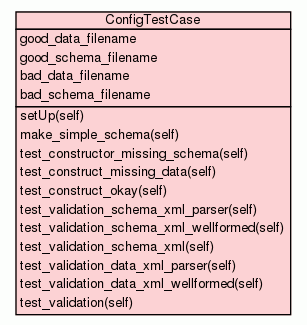 ConfigTestCase
good_data_filename
good_schema_filename
bad_data_filename
bad_schema_filename
setUp(self)
make_simple_schema(self)
test_constructor_missing_schema(self)
test_construct_missing_data(self)
test_construct_okay(self)
test_validation_schema_xml_parser(self)
test_validation_schema_xml_wellformed(self)
test_validation_schema_xml(self)
test_validation_data_xml_parser(self)
test_validation_data_xml_wellformed(self)
test_validation(self)